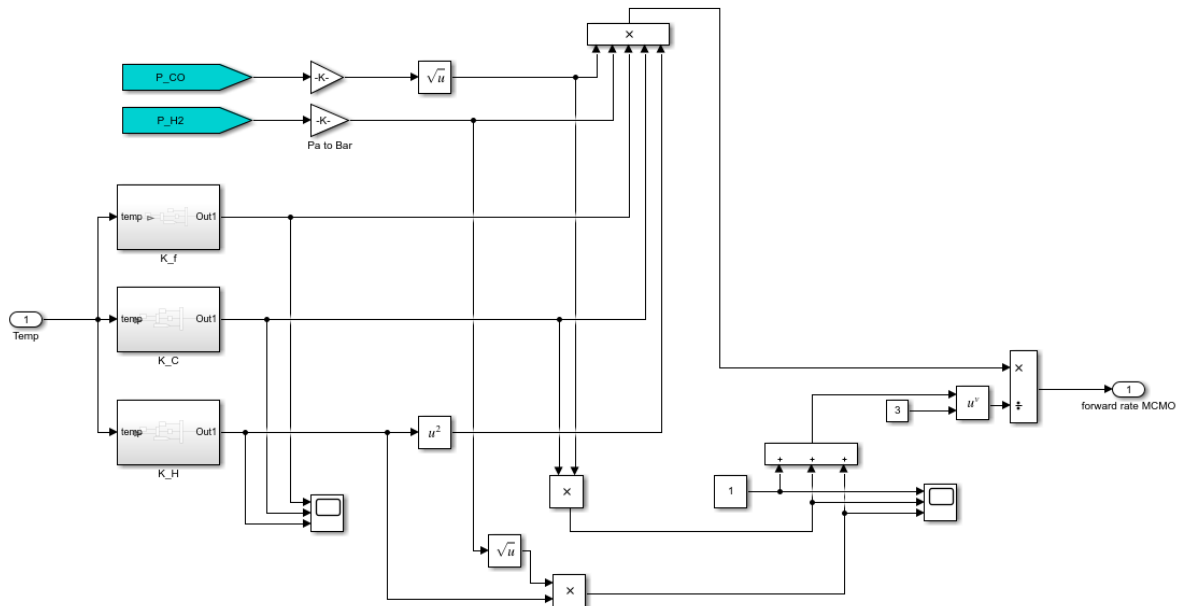 ×
P_CO
-K-
√u
P_H2
-K-
Pa to Bar
temp
Out1
K_f
1
Temp
temp
Out1
K_C
×
÷
1
forward rate MCMO
3
uᵛ
temp
Out1
K_H
u²
+ + +
×
1
√u
×